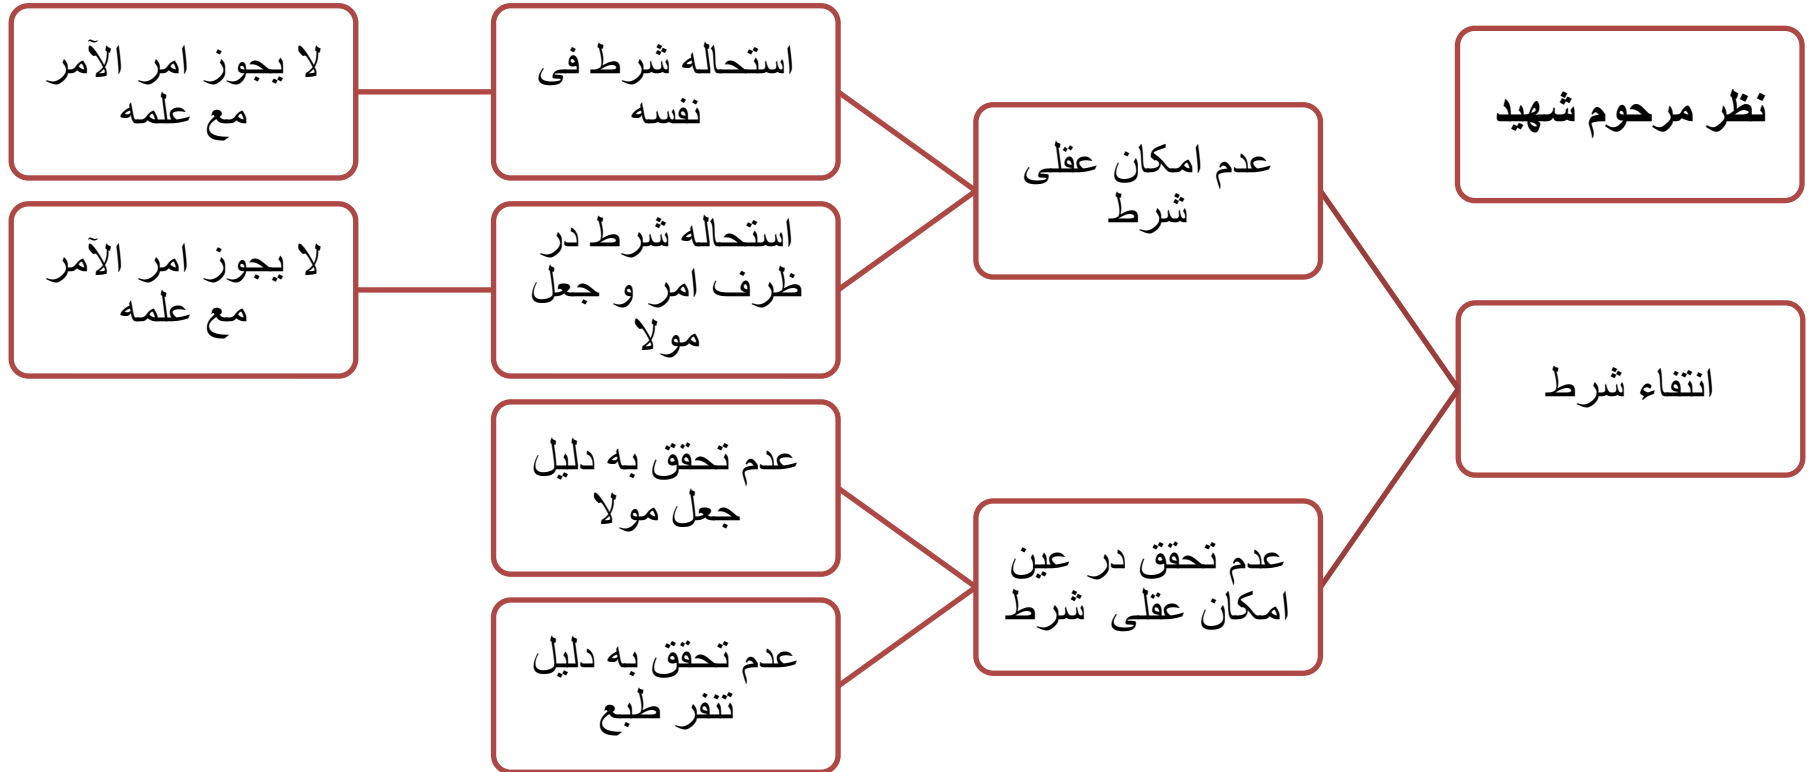 نظر مرحوم شهید
انتفاء شرط
عدم امکان عقلی
شرط
استحاله شرط فی
نفسه
لا یجوز امر الآمر
مع علمه
استحاله شرط در
ظرف امر و جعل
مولا
لا یجوز امر الآمر
مع علمه
عدم تحقق در عین
امکان عقلی شرط
عدم تحقق به دلیل
جعل مولا
عدم تحقق به دلیل
تنفر طبع